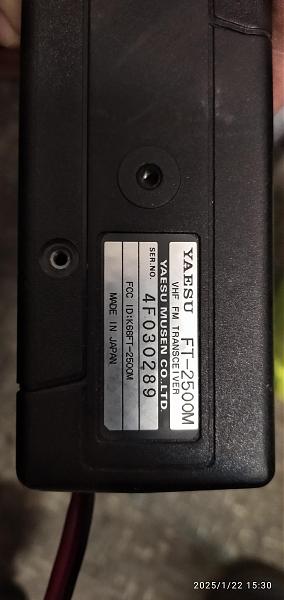 YAESU FT-2500M
VHF FM TRANSCEIVER
YAESU MUSEN CO.,LTD.
SER.NO. 4F030289
FCC ID:K66FT-2500M
MADE IN JAPAN
2025/1/22 15:30